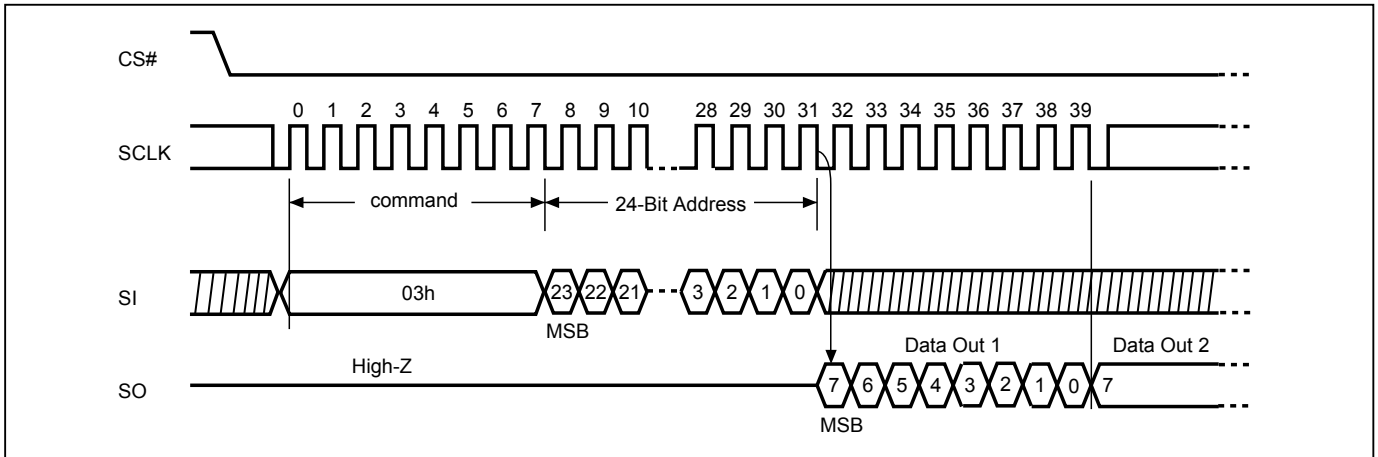 CS#
0 1 2 3 4 5 6 7 8 9 10 28 29 30 31 32 33 34 35 36 37 38 39
SCLK
command 24-Bit Address
SI 03h 23 22 21 3 2 1 0
MSB
High-Z Data Out 1 Data Out 2
SO 7 6 5 4 3 2 1 0 7
MSB